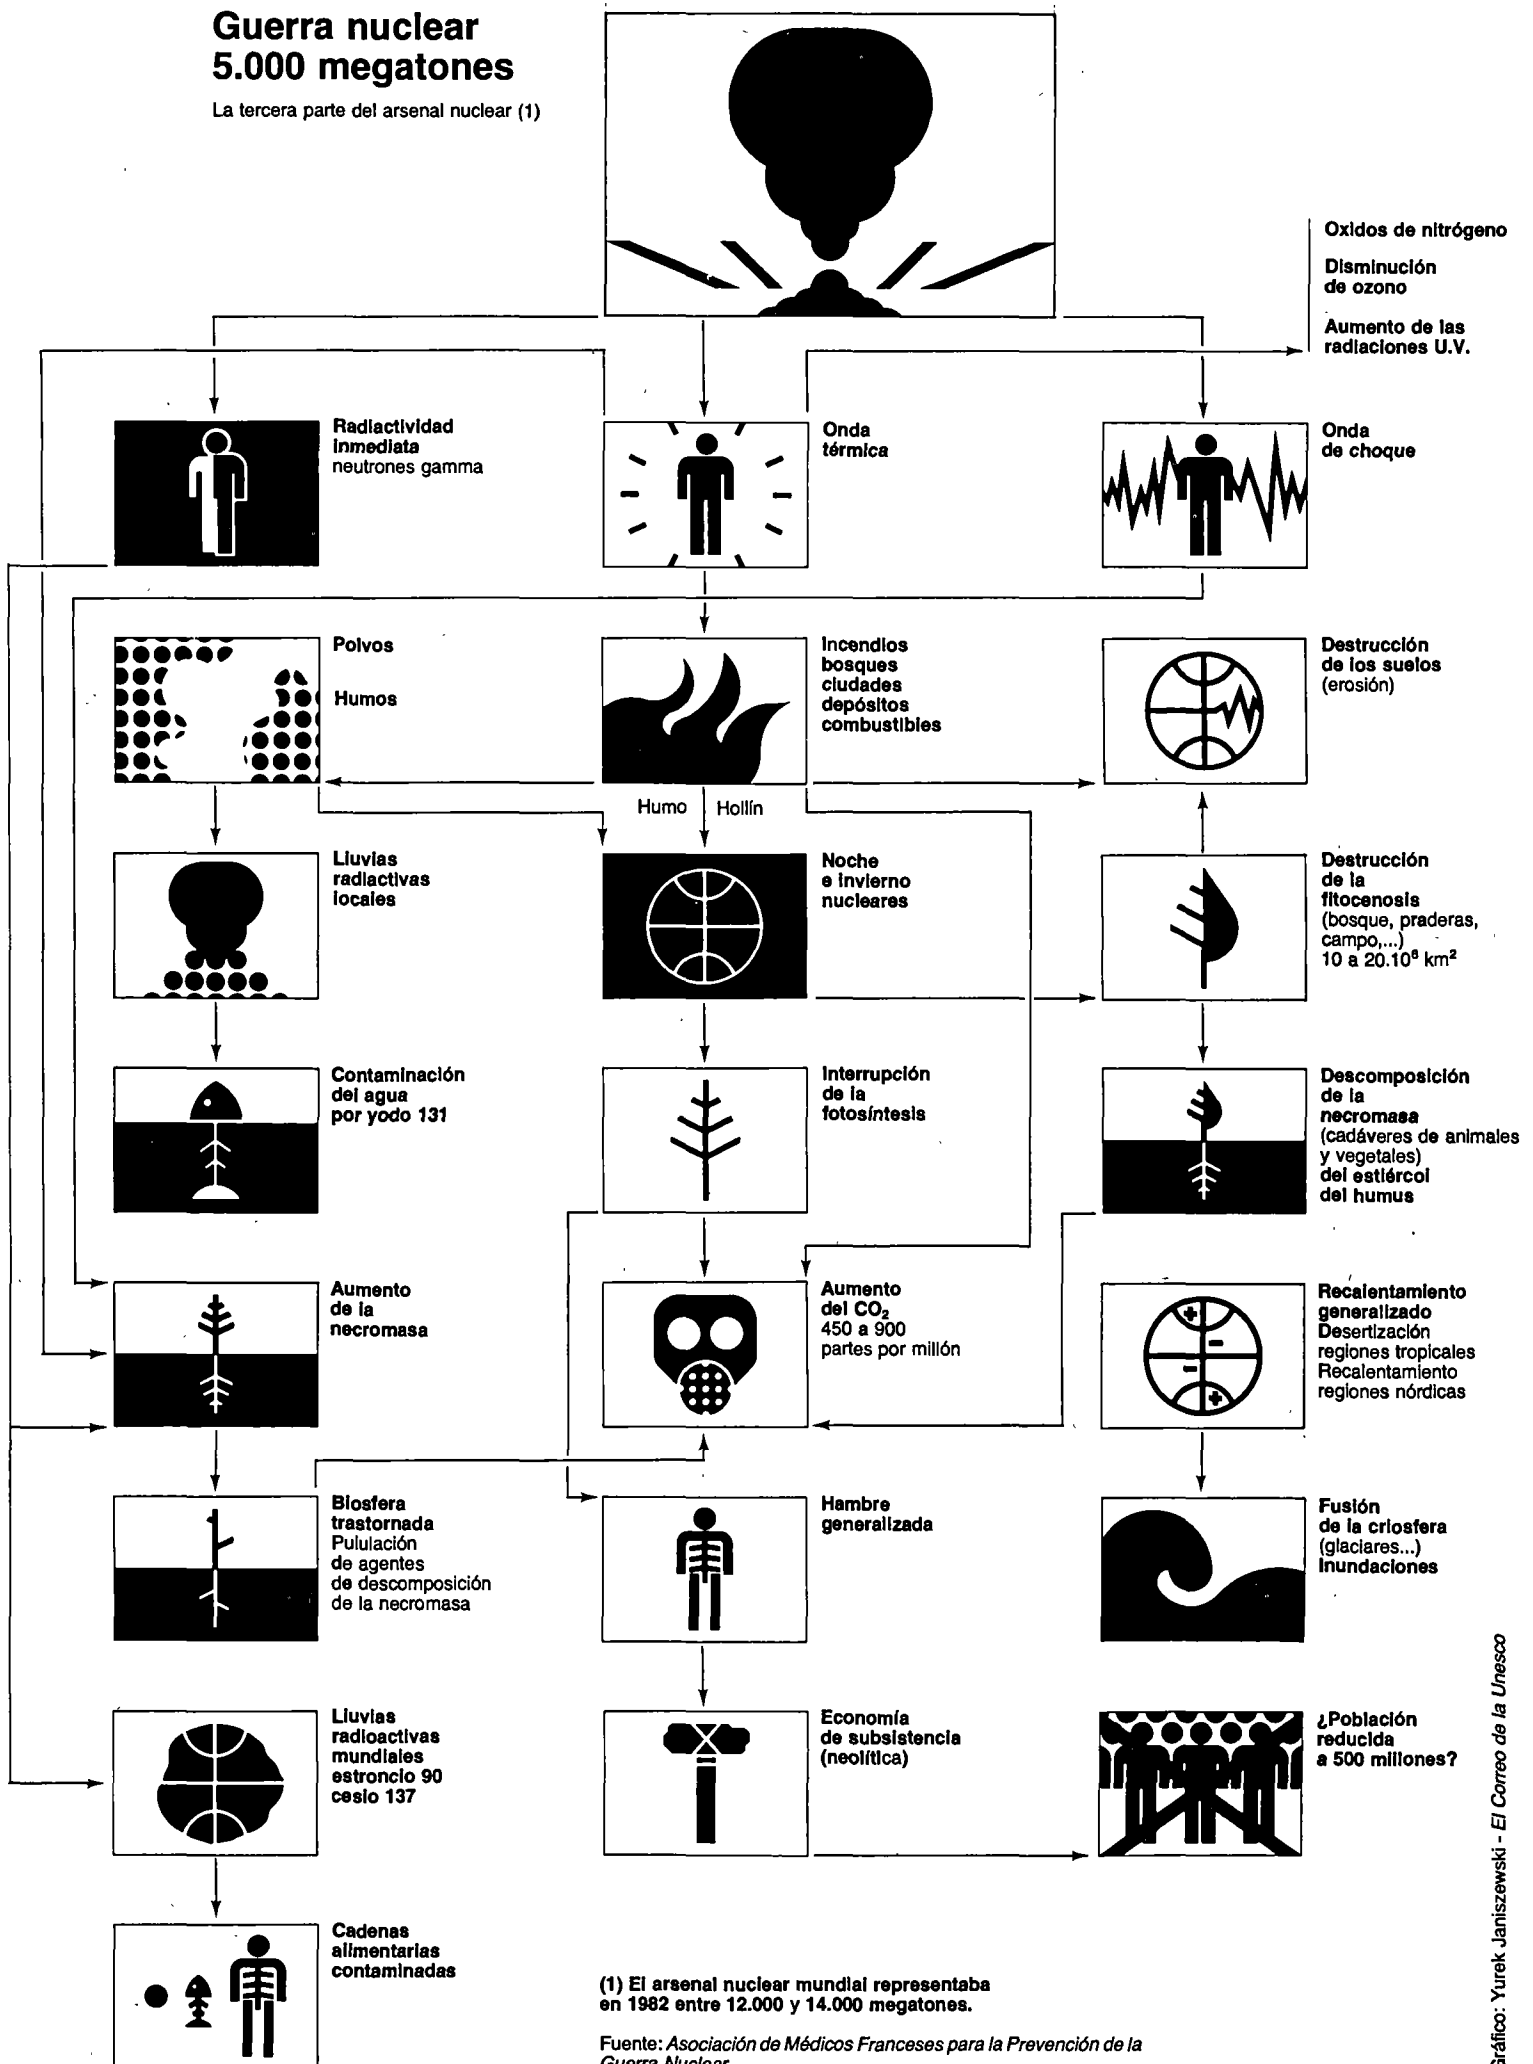 Guerra nuclear
5.000 megatones
La tercera parte del arsenal nuclear (1)
Oxidos de nitrógeno
Disminución
de ozono
Aumento de las
radiaciones U.V.
Radiactividad
inmediata
neutrones gamma
Onda
térmica
Onda
de choque
Polvos
Humos
Incendios
bosques
ciudades
depósitos
combustibles
Destrucción
de los suelos
(erosión)
Humo
Hollín
Lluvias
radiactivas
locales
Noche
e invierno
nucleares
Destrucción
de la
fitocenosis
(bosque, praderas,
campo,...)
10 a 20.10⁶ km²
Contaminación
del agua
por yodo 131
Interrupción
de la
fotosíntesis
Descomposición
de la
necromasa
(cadáveres de animales
y vegetales)
del estiércol
del humus
Aumento
de la
necromasa
Aumento
del CO₂
450 a 900
partes por millón
Recalentamiento
generalizado
Desertización
regiones tropicales
Recalentamiento
regiones nórdicas
Biosfera
trastornada
Pululación
de agentes
de descomposición
de la necromasa
Hambre
generalizada
Fusión
de la criosfera
(glaciares...)
Inundaciones
Lluvias
radioactivas
mundiales
estroncio 90
cesio 137
Economía
de subsistencia
(neolítica)
¿Población
reducida
a 500 millones?
Cadenas
alimentarias
contaminadas
(1) El arsenal nuclear mundial representaba
en 1982 entre 12.000 y 14.000 megatones.
Fuente: Asociación de Médicos Franceses para la Prevención de la
Guerra Nuclear
Gráfico: Yurek Janiszewski - El Correo de la Unesco